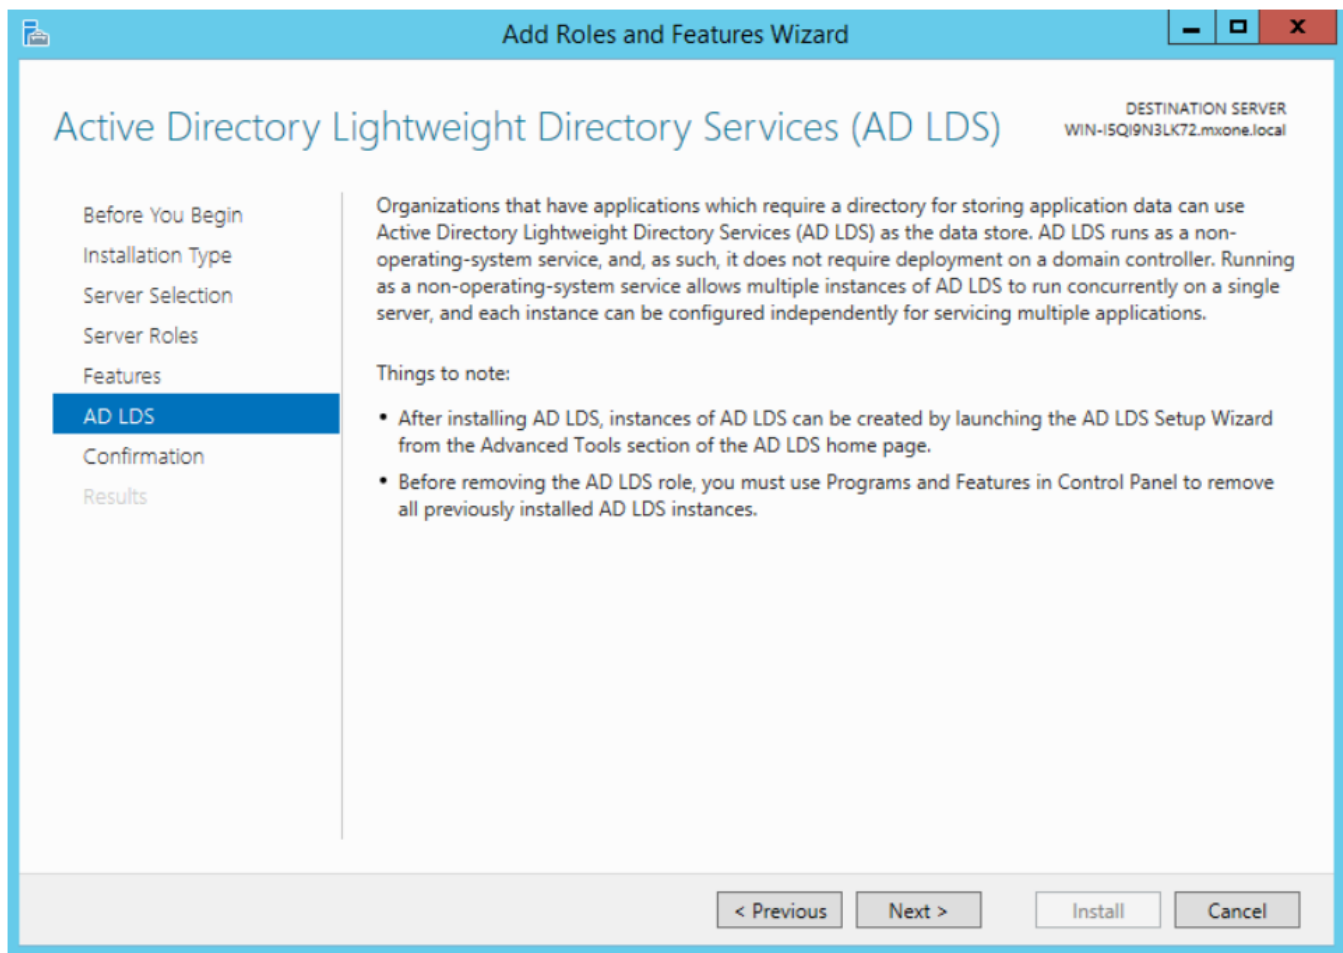 Add Roles and Features Wizard
Active Directory Lightweight Directory Services (AD LDS)
DESTINATION SERVER
WIN-I5QI9N3LK72.mxone.local
Before You Begin
Installation Type
Server Selection
Server Roles
Features
AD LDS
Confirmation
Results
Organizations that have applications which require a directory for storing application data can use
Active Directory Lightweight Directory Services (AD LDS) as the data store. AD LDS runs as a non-
operating-system service, and, as such, it does not require deployment on a domain controller. Running
as a non-operating-system service allows multiple instances of AD LDS to run concurrently on a single
server, and each instance can be configured independently for servicing multiple applications.
Things to note:
• After installing AD LDS, instances of AD LDS can be created by launching the AD LDS Setup Wizard
from the Advanced Tools section of the AD LDS home page.
• Before removing the AD LDS role, you must use Programs and Features in Control Panel to remove
all previously installed AD LDS instances.
< Previous
Next >
Install
Cancel